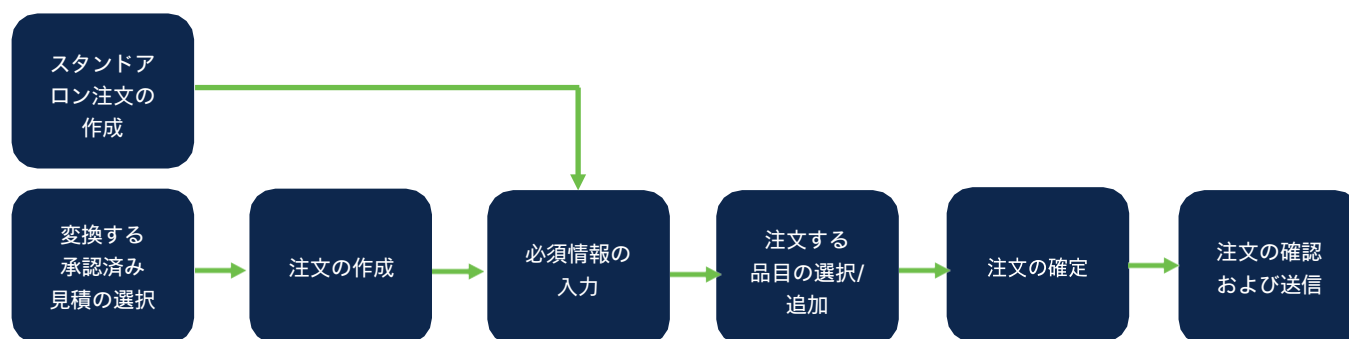 スタンドア
ロン注文の
作成
変換する
承認済み
見積の選択
注文の作成
必須情報の
入力
注文する
品目の選択/
追加
注文の確定
注文の確認
および送信